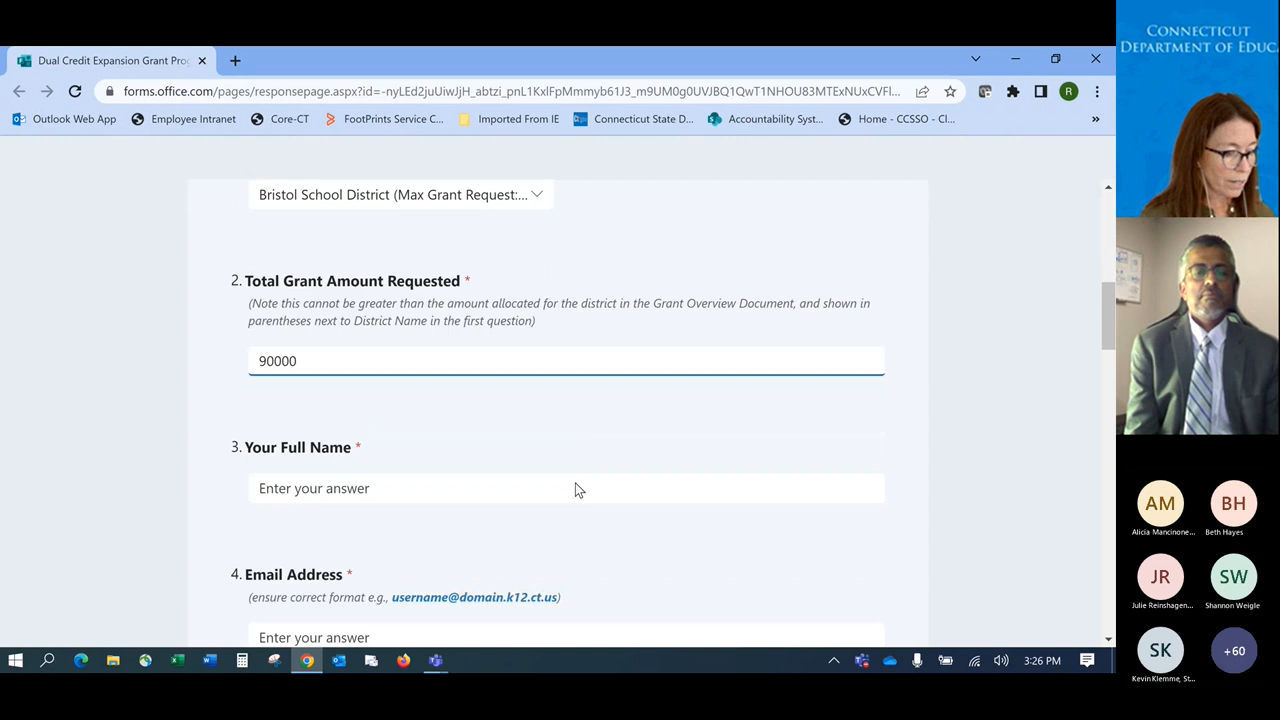 Dual Credit Expansion Grant Pro
forms.office.com/pages/responsepage.aspx?id=-nyLEd2juUiwJjH_abtzi_pnL1KxIFpMmmyb61J3_m9UM0g0UVJBQ1QwT1NHOU83MTExNUxCVFl...
R
Outlook Web App
Employee Intranet
Core-CT
FootPrints Service C...
Imported From IE
Connecticut State D...
Accountability Syst...
Home - CCSSO - Cl...
»
Bristol School District (Max Grant Request:...
2. Total Grant Amount Requested *
(Note this cannot be greater than the amount allocated for the district in the Grant Overview Document, and shown in
parentheses next to District Name in the first question)
90000
3. Your Full Name *
Enter your answer
4. Email Address *
(ensure correct format e.g., username@domain.k12.ct.us)
Enter your answer
3:26 PM
CONNECTICUT
DEPARTMENT OF EDUC
AM
Alicia Mancinone...
BH
Beth Hayes
JR
Julie Reinshagen...
SW
Shannon Weigle
SK
KevinKlemme, St...
+60